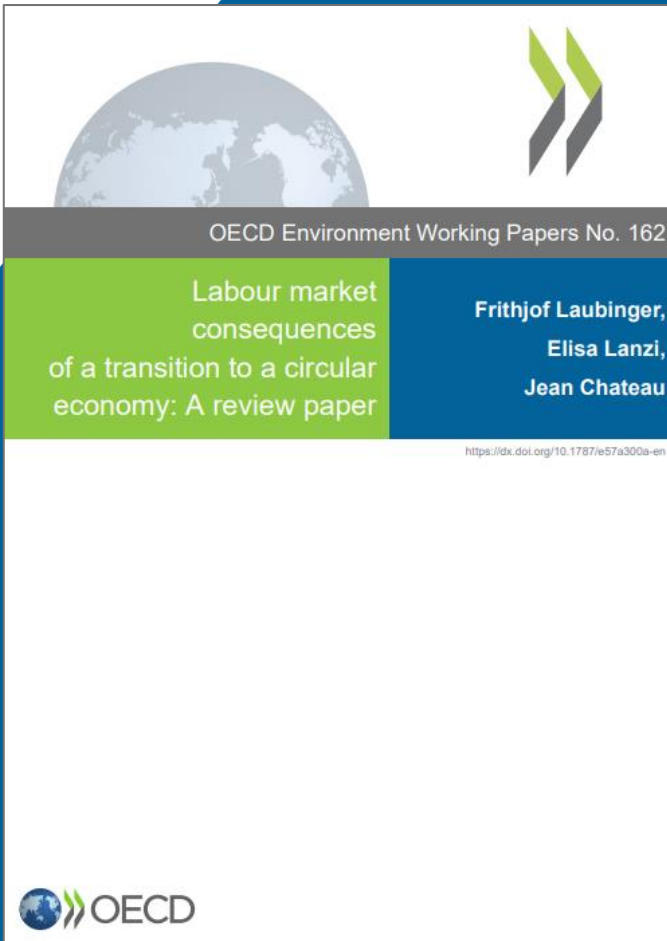 OECD Environment Working Papers No. 162
Labour market
consequences
of a transition to a circular
economy: A review paper
Frithjof Laubinger,
Elisa Lanzi,
Jean Chateau
https://dx.doi.org/10.1787/e57a300a-en
OECD